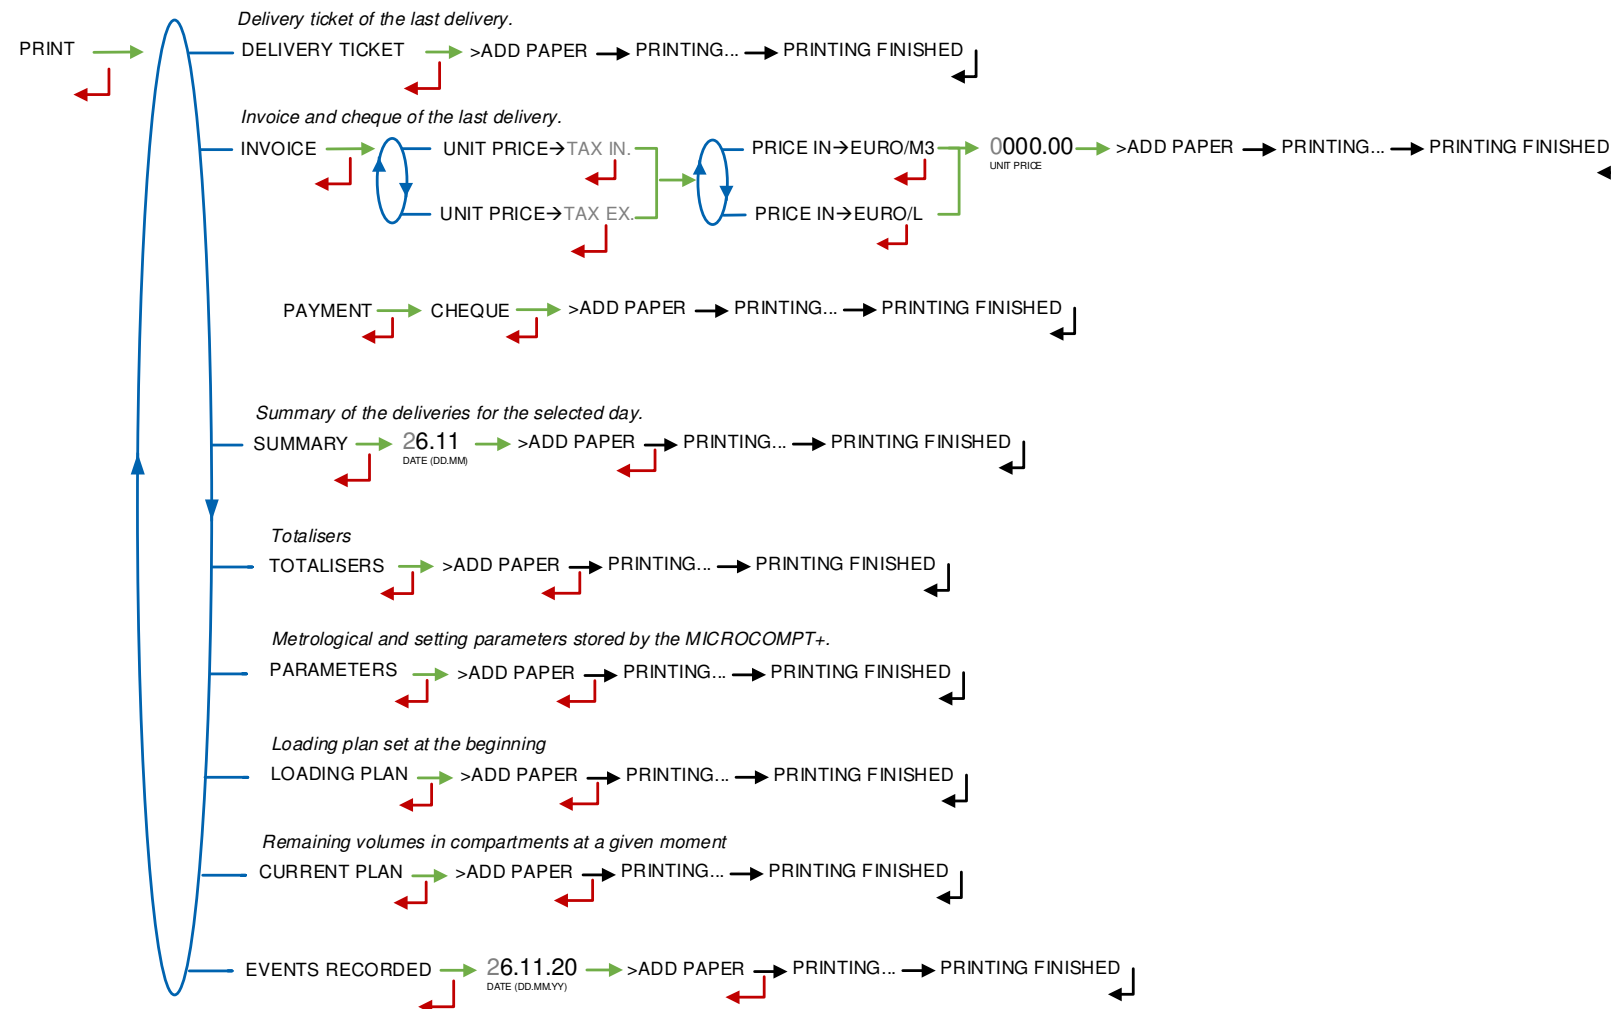 Delivery ticket of the last delivery.
PRINT DELIVERY TICKET >ADD PAPER PRINTING... PRINTING FINISHED
Invoice and cheque of the last delivery.
INVOICE UNIT PRICE→TAX IN. PRICE IN→EURO/M3 0000.00 >ADD PAPER PRINTING... PRINTING FINISHED
UNIT PRICE
UNIT PRICE→TAX EX. PRICE IN→EURO/L
PAYMENT CHEQUE >ADD PAPER PRINTING... PRINTING FINISHED
Summary of the deliveries for the selected day.
SUMMARY 26.11 >ADD PAPER PRINTING... PRINTING FINISHED
DATE (DD.MM)
Totalisers
TOTALISERS >ADD PAPER PRINTING... PRINTING FINISHED
Metrological and setting parameters stored by the MICROCOMPT+.
PARAMETERS >ADD PAPER PRINTING... PRINTING FINISHED
Loading plan set at the beginning
LOADING PLAN >ADD PAPER PRINTING... PRINTING FINISHED
Remaining volumes in compartments at a given moment
CURRENT PLAN >ADD PAPER PRINTING... PRINTING FINISHED
EVENTS RECORDED 26.11.20 >ADD PAPER PRINTING... PRINTING FINISHED
DATE (DD.MM.YY)